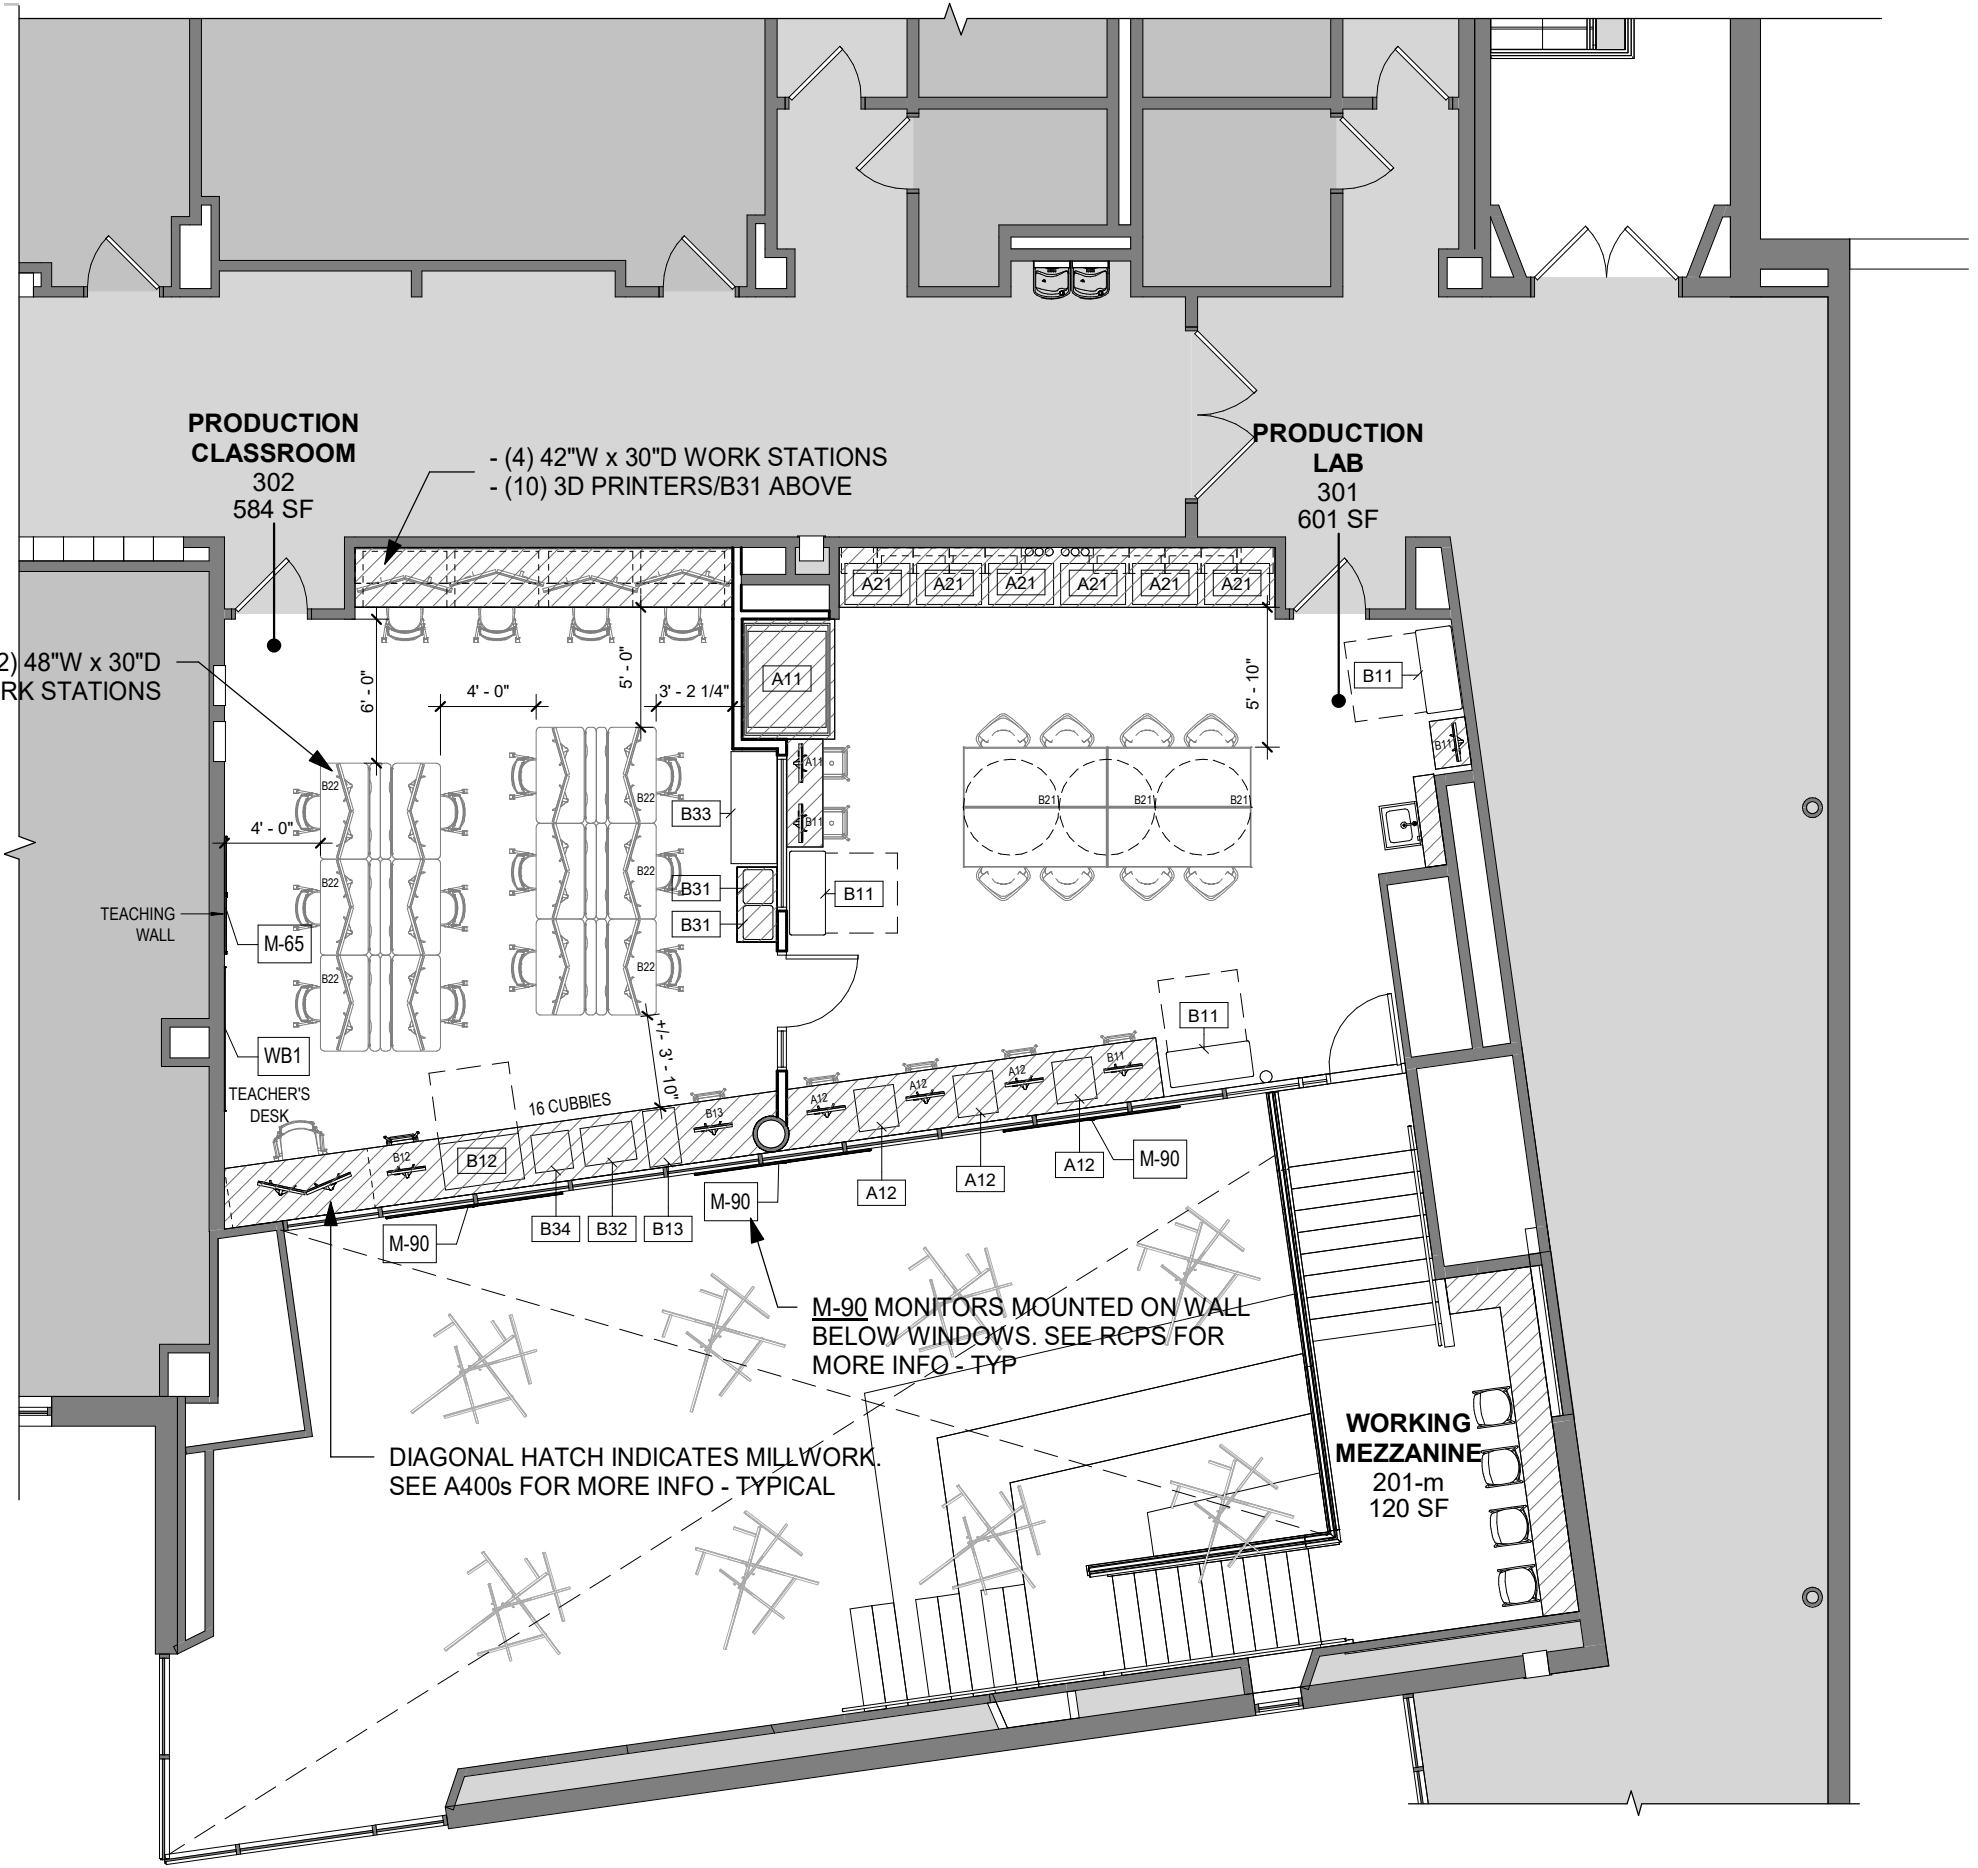 PRODUCTION
CLASSROOM
302
584 SF
- (4) 42"W x 30"D WORK STATIONS
- (10) 3D PRINTERS/B31 ABOVE
PRODUCTION
LAB
301
601 SF
A21
A21
A21
A21
A21
A21
2) 48"W x 30"D
RK STATIONS
6' - 0"
4' - 0"
5' - 0"
3' - 2 1/4"
A11
5' - 10"
B11
B11
B22
B22
B33
A11
B11
B21
B21
B21
4' - 0"
B22
B22
B31
B31
B11
TEACHING
WALL
M-65
B22
B22
WB1
+/- 3' - 10"
B11
TEACHER'S
DESK
16 CUBBIES
B12
B12
B13
A12
A12
A12
B11
M-90
B34
B32
B13
M-90
A12
A12
A12
M-90
M-90 MONITORS MOUNTED ON WALL
BELOW WINDOWS. SEE RCPS FOR
MORE INFO - TYP
DIAGONAL HATCH INDICATES MILLWORK.
SEE A400s FOR MORE INFO - TYPICAL
WORKING
MEZZANINE
201-m
120 SF